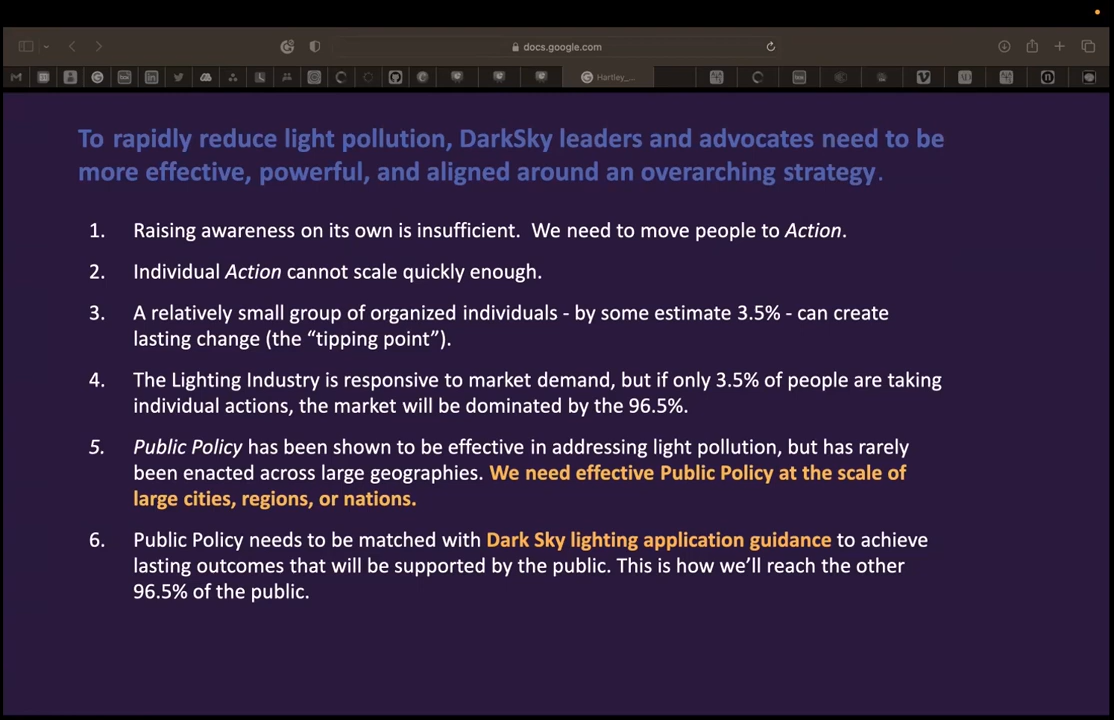 docs.google.com
Hartley_...
To rapidly reduce light pollution, DarkSky leaders and advocates need to be
more effective, powerful, and aligned around an overarching strategy.
1. Raising awareness on its own is insufficient. We need to move people to Action.
2. Individual Action cannot scale quickly enough.
3. A relatively small group of organized individuals - by some estimate 3.5% - can create
lasting change (the “tipping point”).
4. The Lighting Industry is responsive to market demand, but if only 3.5% of people are taking
individual actions, the market will be dominated by the 96.5%.
5. Public Policy has been shown to be effective in addressing light pollution, but has rarely
been enacted across large geographies. We need effective Public Policy at the scale of
large cities, regions, or nations.
6. Public Policy needs to be matched with Dark Sky lighting application guidance to achieve
lasting outcomes that will be supported by the public. This is how we’ll reach the other
96.5% of the public.